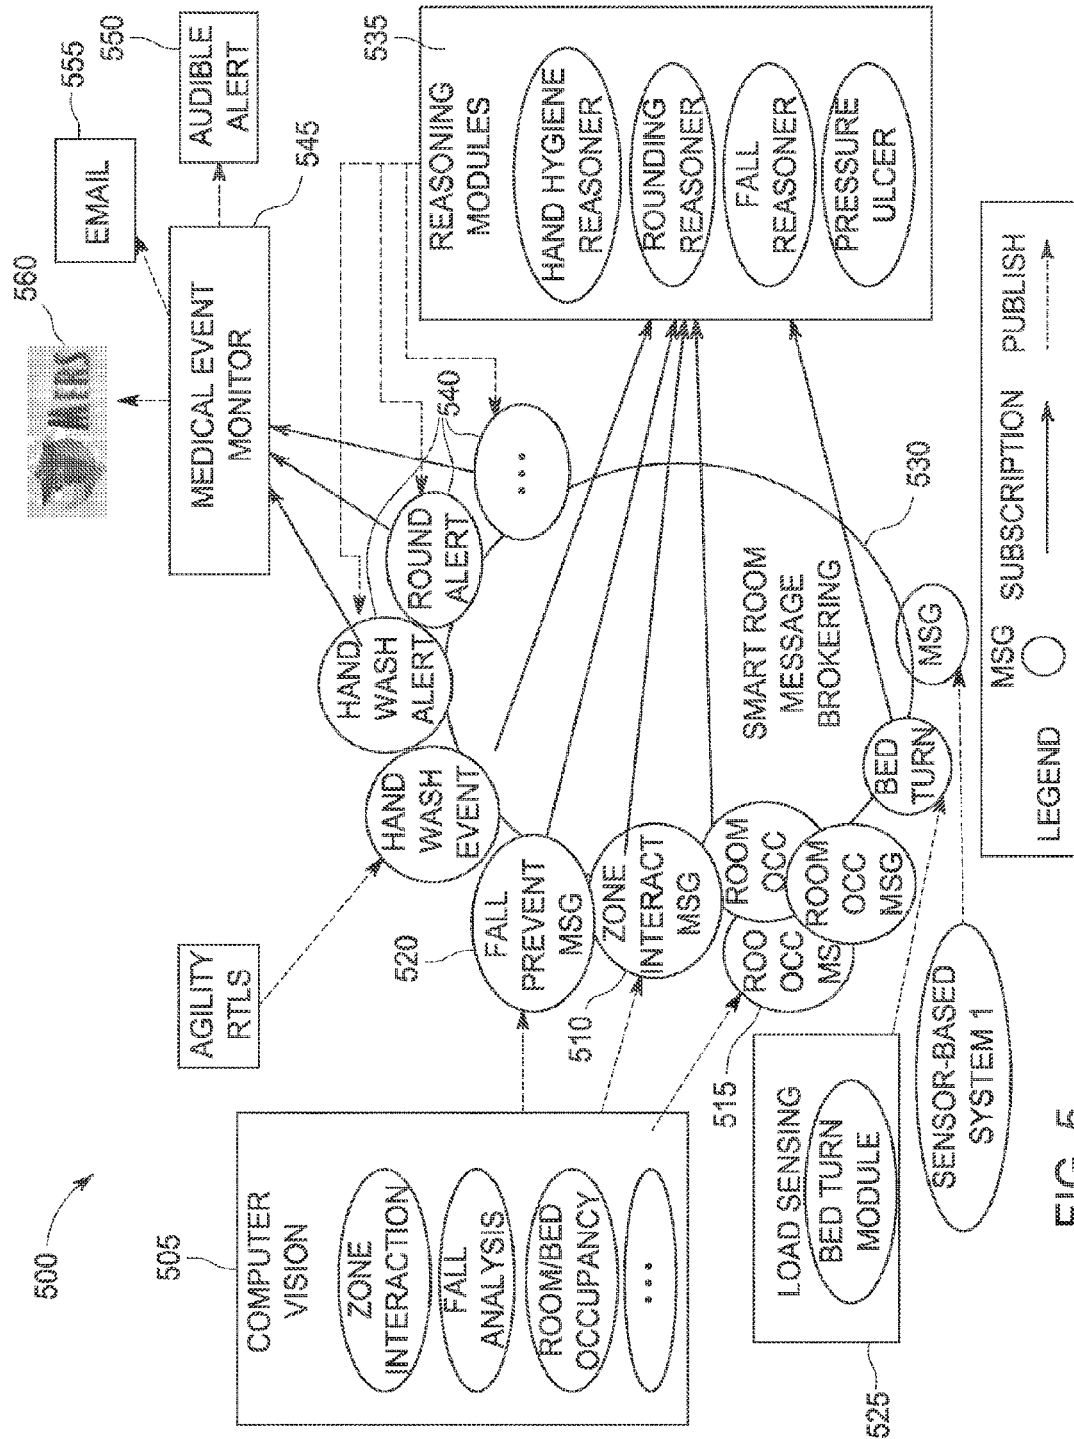 500
505
COMPUTER
VISION
ZONE
INTERACTION
FALL
ANALYSIS
ROOM/BED
OCCUPANCY
...
525
LOAD SENSING
BED TURN
MODULE
SENSOR-BASED
SYSTEM 1
AGILITY
RTLS
520
510
515
HAND
WASH
EVENT
FALL
PREVENT
MSG
ZONE
INTERACT
MSG
ROOM
OCC
ROO
OCC
MS
ROOM
OCC
MSG
BED
TURN
MSG
HAND
WASH
ALERT
ROUND
ALERT
...
540
SMART ROOM
MESSAGE
BROKERING
530
560
MERS
EMAIL
555
AUDIBLE
ALERT
550
MEDICAL EVENT
MONITOR
545
REASONING
MODULES
535
HAND HYGIENE
REASONER
ROUNDING
REASONER
FALL
REASONER
PRESSURE
ULCER
LEGEND
MSG
SUBSCRIPTION
PUBLISH
FIG. 5